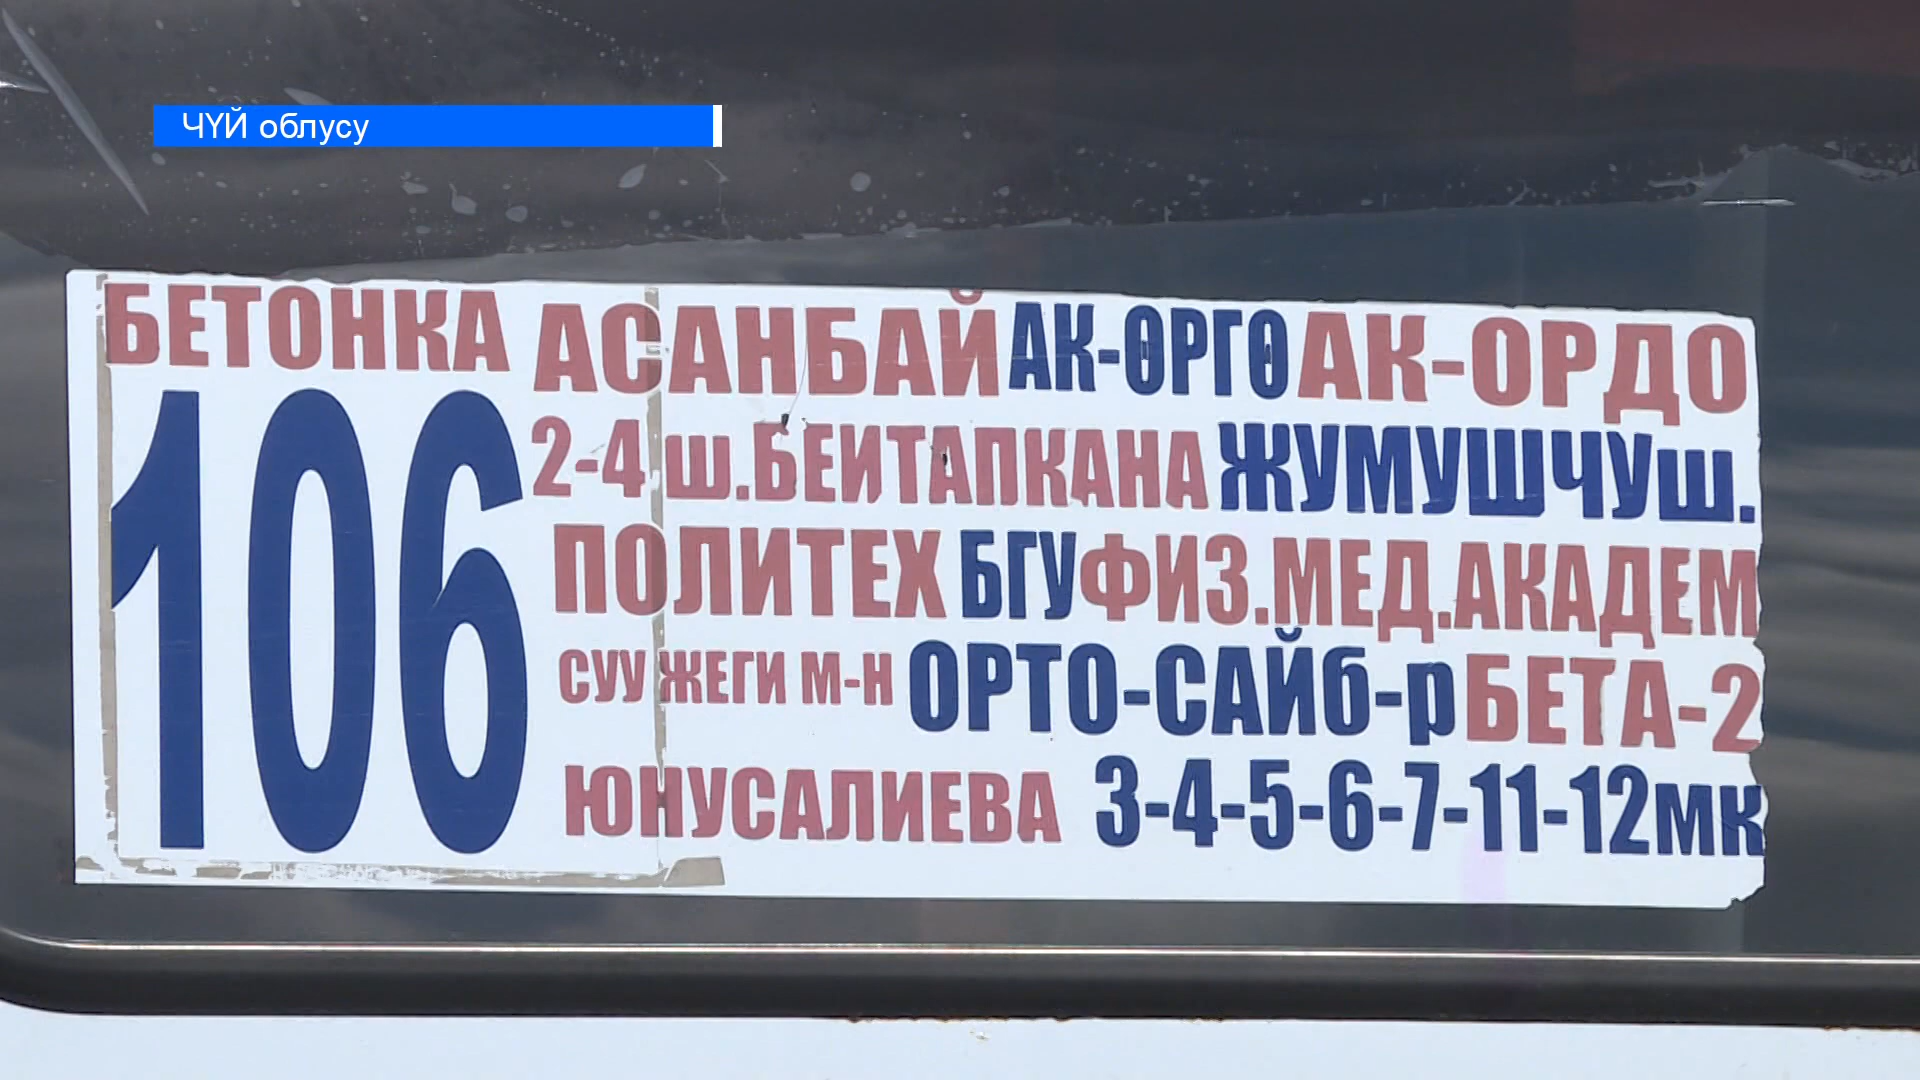 ЧҮЙ облусу
БЕТОНКА АСАНБАЙ АК-ӨРГӨ АК-ОРДО
106
2-4 ш.БЕИТАПКАНА ЖУМУШЧУШ.
ПОЛИТЕХ БГУ ФИЗ.МЕД.АКАДЕМ
СУУ ЖЕГИ М-Н ОРТО-САЙ б-р БЕТА-2
ЮНУСАЛИЕВА 3-4-5-6-7-11-12МК